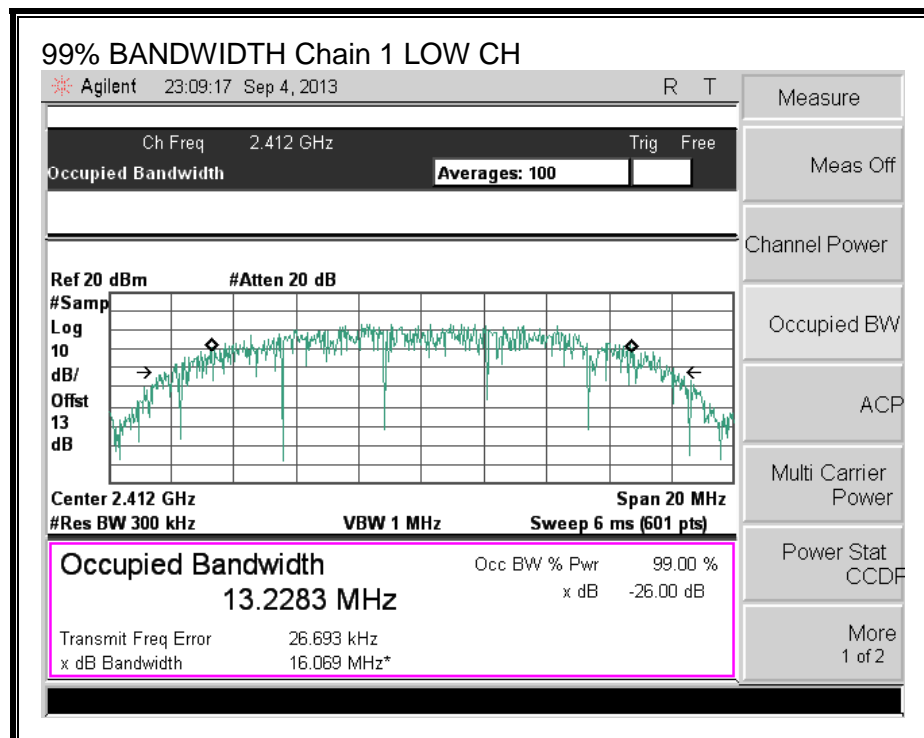 99% BANDWIDTH Chain 1 LOW CH
Agilent 23:09:17 Sep 4, 2013 R T
Measure
Ch Freq 2.412 GHz Trig Free
Occupied Bandwidth Averages: 100
Meas Off
Channel Power
Ref 20 dBm #Atten 20 dB
#Samp
Log
10
dB/
Offst
13
dB
Occupied BW
ACP
Center 2.412 GHz Span 20 MHz
#Res BW 300 kHz VBW 1 MHz Sweep 6 ms (601 pts)
Multi Carrier
Power
Occupied Bandwidth Occ BW % Pwr 99.00 %
13.2283 MHz x dB -26.00 dB
Transmit Freq Error 26.693 kHz
x dB Bandwidth 16.069 MHz*
Power Stat
CCDF
More
1 of 2